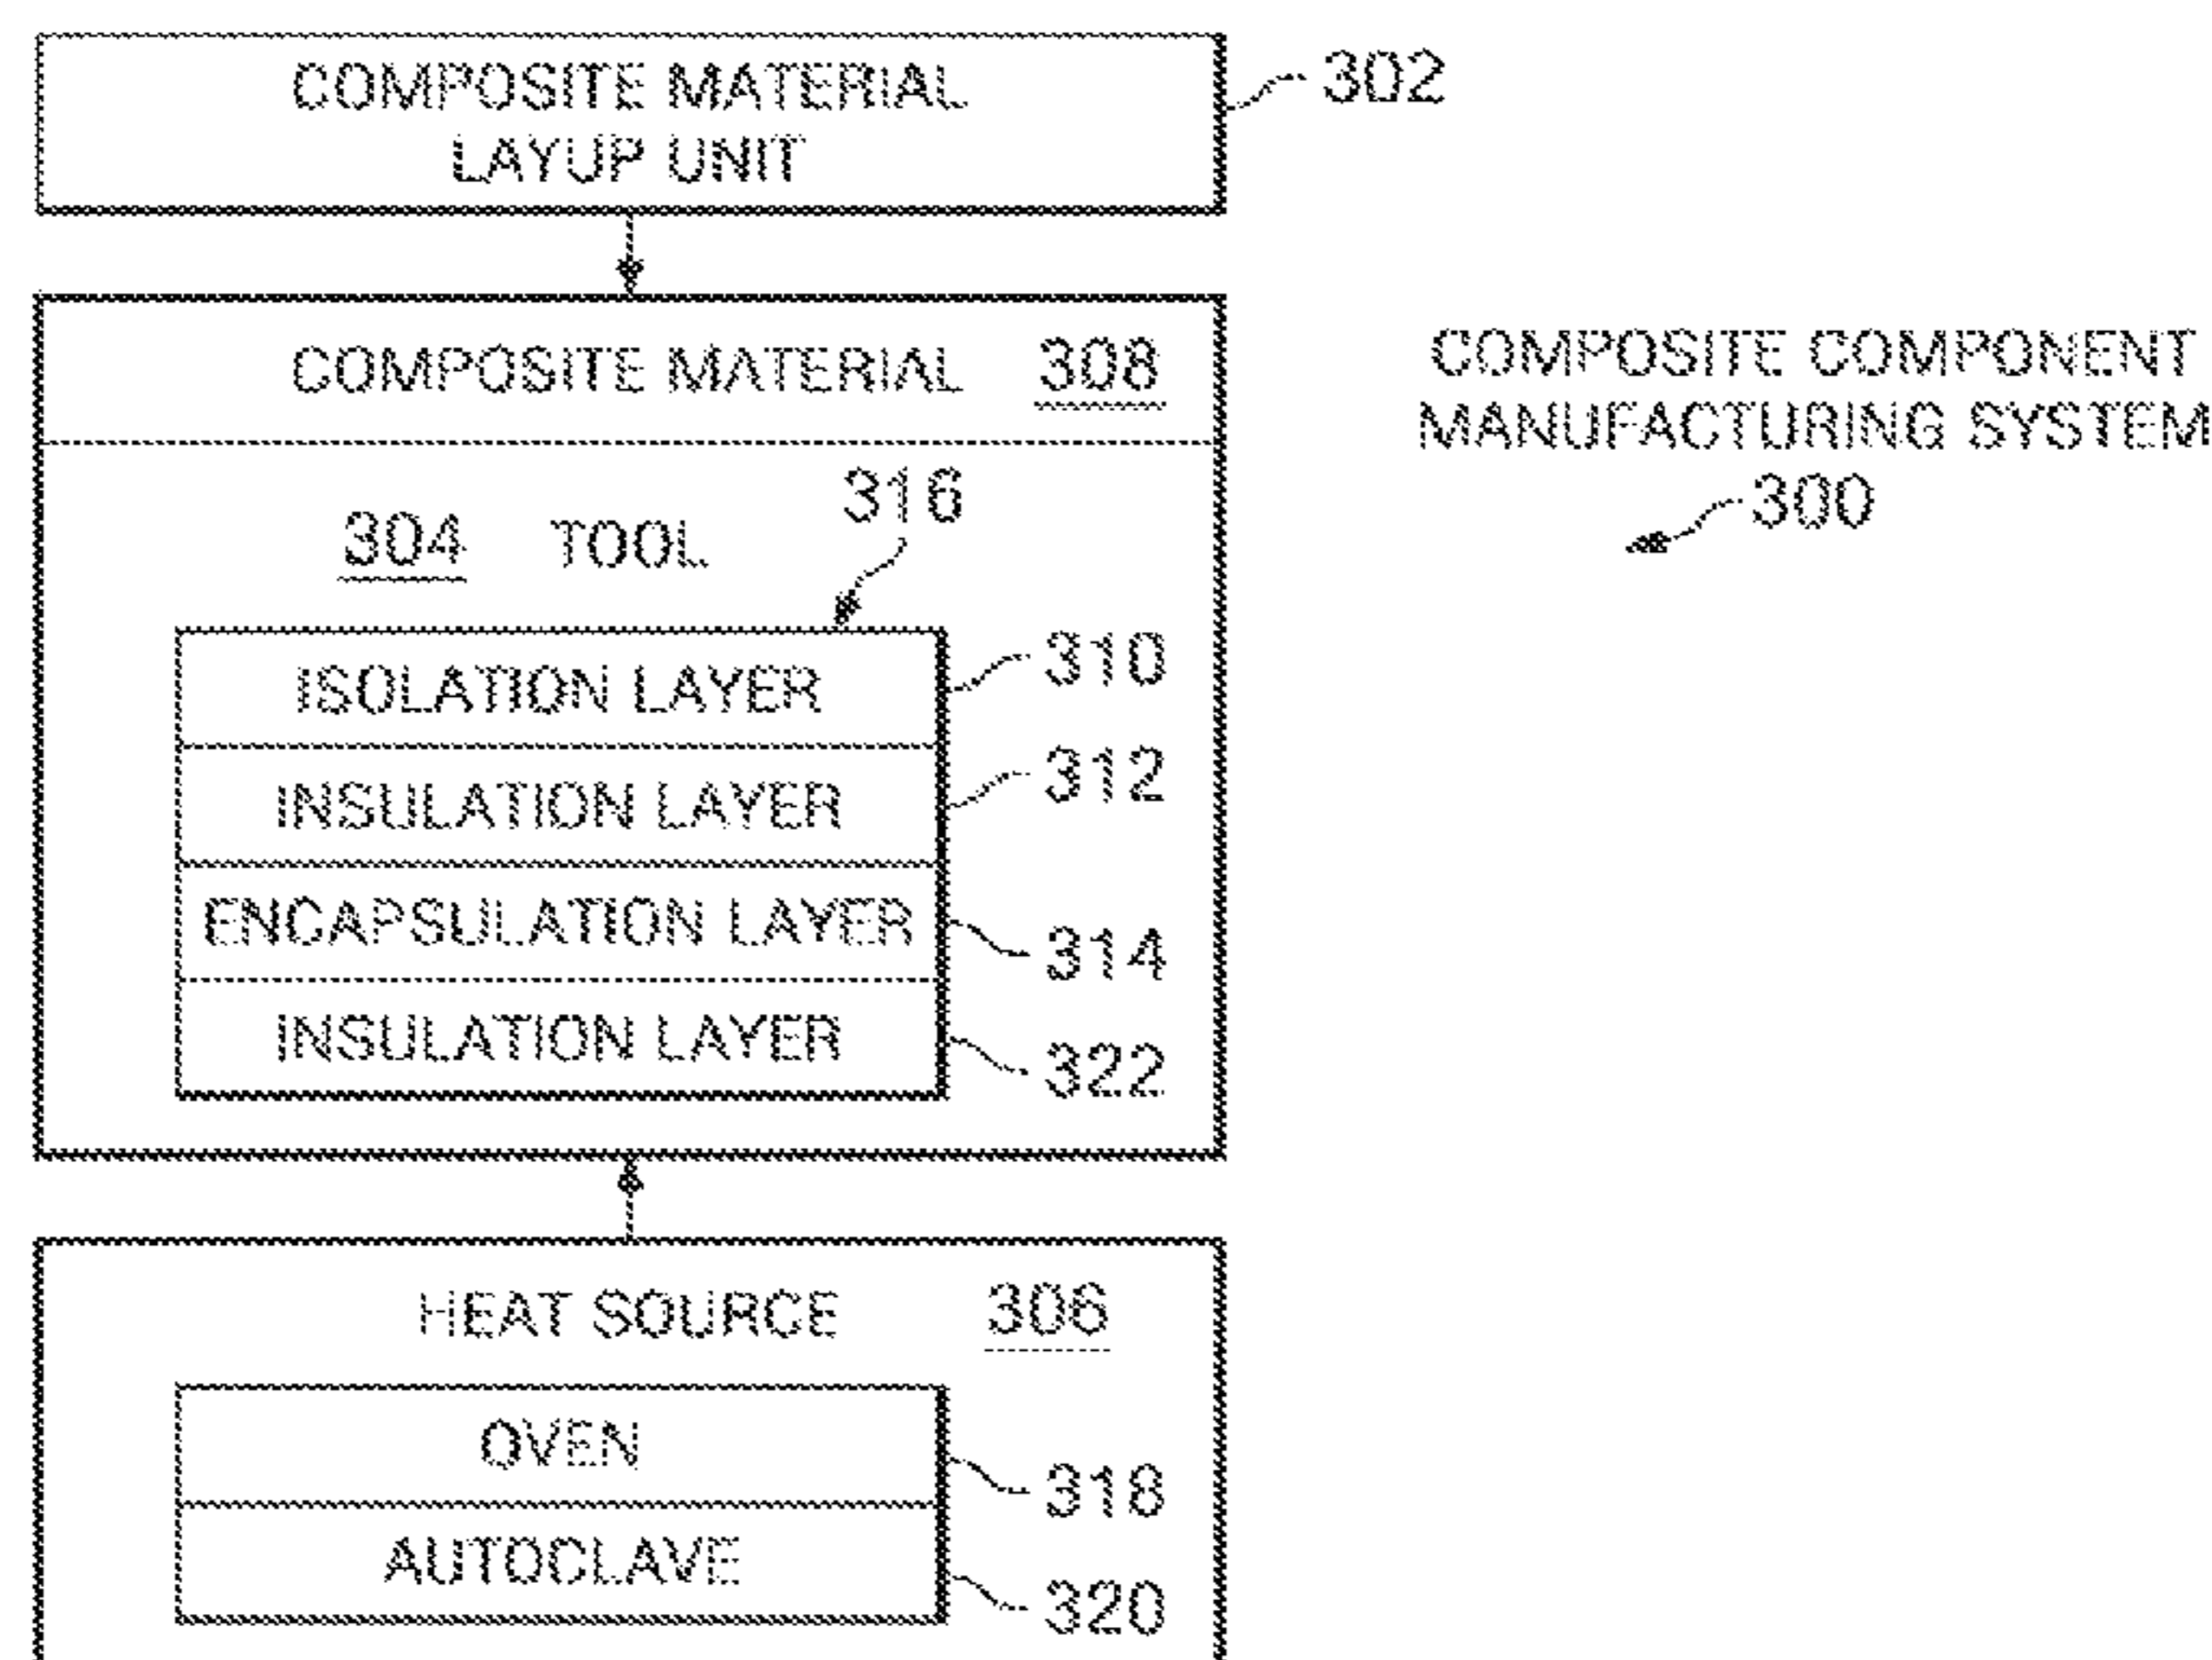 COMPOSITE MATERIAL
LAYUP UNIT
302
COMPOSITE MATERIAL 308
COMPOSITE COMPONENT
MANUFACTURING SYSTEM
300
304 TOOL
316
ISOLATION LAYER
310
INSULATION LAYER
312
ENCAPSULATION LAYER
314
INSULATION LAYER
322
HEAT SOURCE 306
OVEN
318
AUTOCLAVE
320